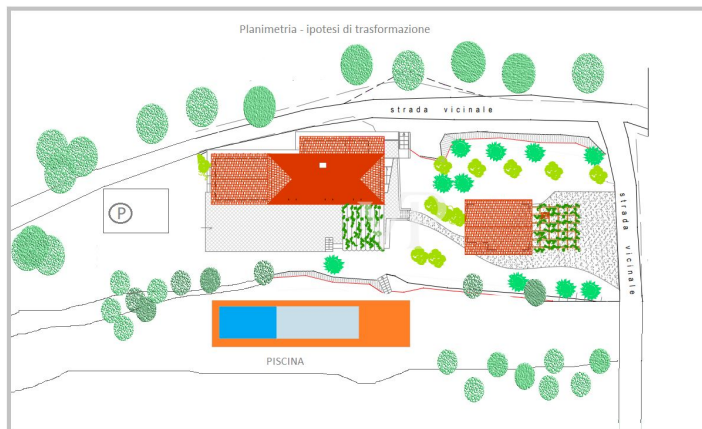 Planimetria - ipotesi di trasformazione
strada vicinale
P
strada vicinale
PISCINA